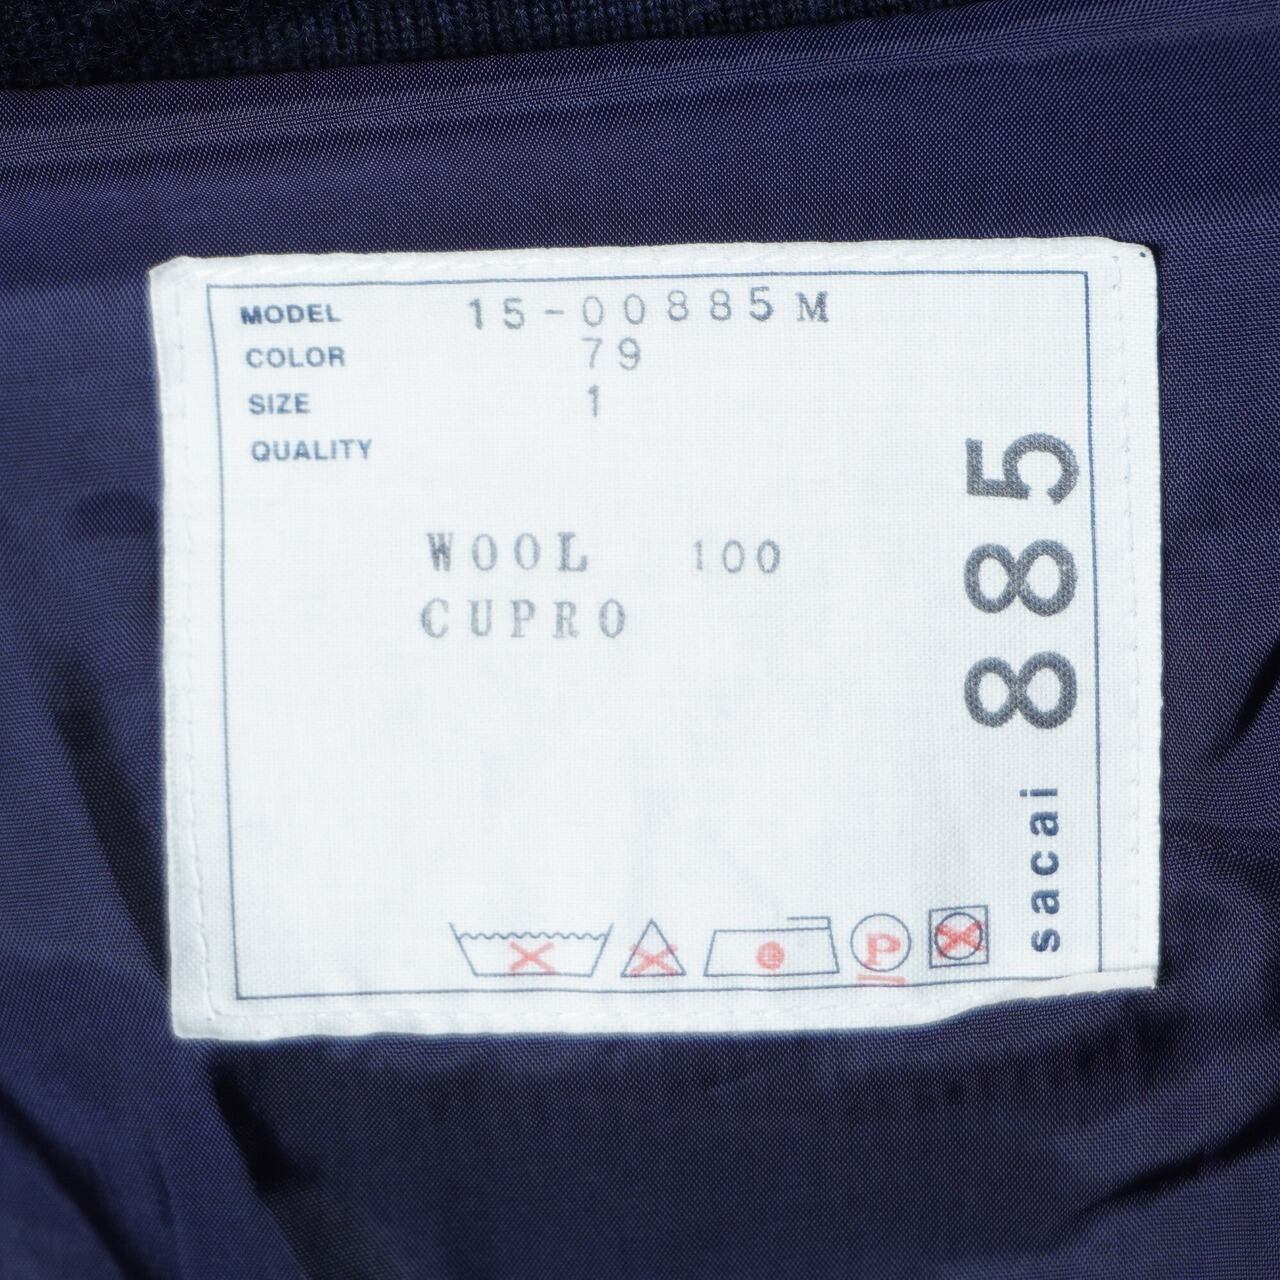 MODEL 15-00885M
COLOR 79
SIZE 1
QUALITY
WOOL 100
CUPRO
P
sacai 885